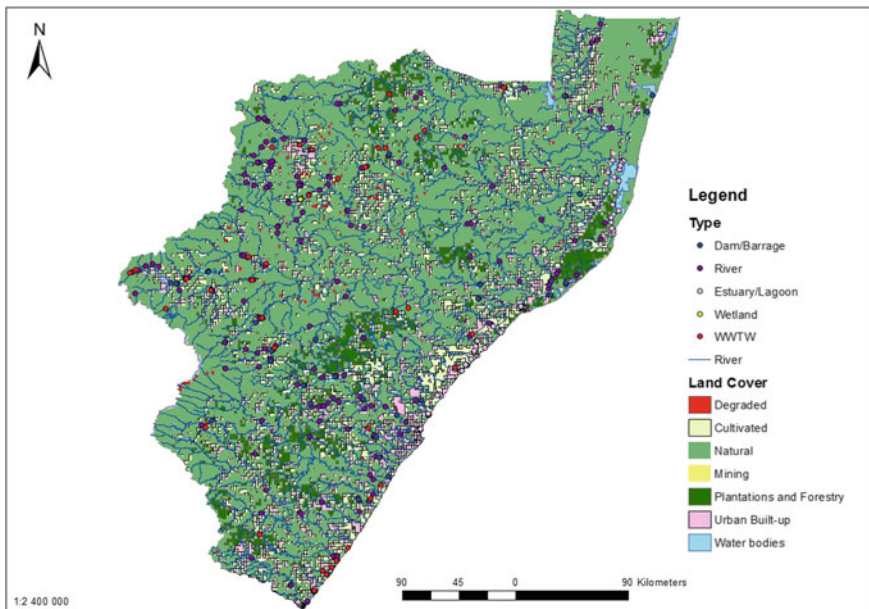 N
Legend
Type
Dam/Barrage
River
Estuary/Lagoon
Wetland
WWTW
River
Land Cover
Degraded
Cultivated
Natural
Mining
Plantations and Forestry
Urban Built-up
Water bodies
90 45 0 90 Kilometers
1:2 400 000